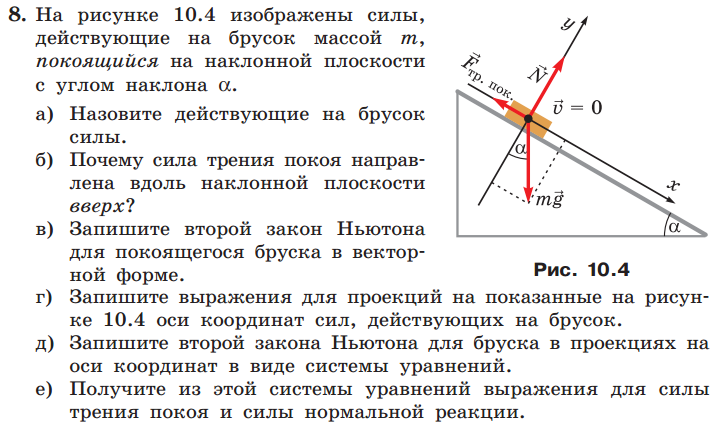 8. На рисунке 10.4 изображены силы,
действующие на брусок массой m,
покоящийся на наклонной плоскости
с углом наклона α.
а) Назовите действующие на брусок
силы.
б) Почему сила трения покоя направ-
лена вдоль наклонной плоскости
вверх?
в) Запишите второй закон Ньютона
для покоящегося бруска в вектор-
ной форме.
y
N⃗
F⃗тр. пок.
v⃗ = 0
α
x
mg⃗
α
Рис. 10.4
г) Запишите выражения для проекций на показанные на рисун-
ке 10.4 оси координат сил, действующих на брусок.
д) Запишите второй закона Ньютона для бруска в проекциях на
оси координат в виде системы уравнений.
е) Получите из этой системы уравнений выражения для силы
трения покоя и силы нормальной реакции.